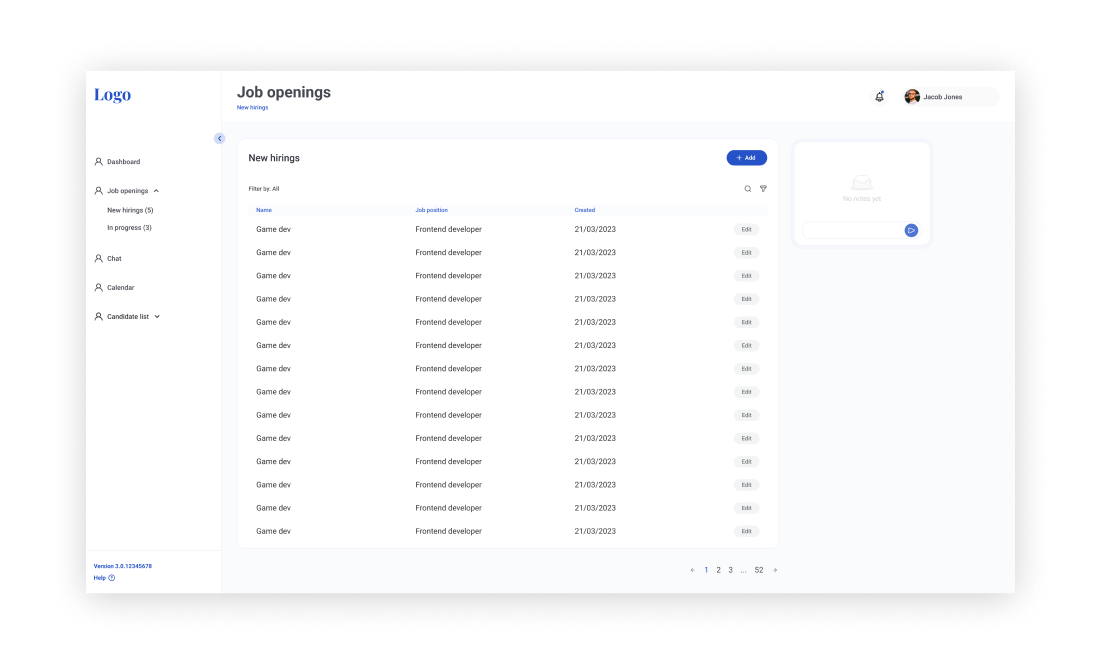 Logo
Job openings
New hirings
Jacob Jones
Dashboard
Job openings
New hirings (5)
In progress (3)
Chat
Calendar
Candidate list
Version 3.0.12345678
Help ?
New hirings
+ Add
Filter by: All
Name Job position Created
Game dev Frontend developer 21/03/2023 Edit
Game dev Frontend developer 21/03/2023 Edit
Game dev Frontend developer 21/03/2023 Edit
Game dev Frontend developer 21/03/2023 Edit
Game dev Frontend developer 21/03/2023 Edit
Game dev Frontend developer 21/03/2023 Edit
Game dev Frontend developer 21/03/2023 Edit
Game dev Frontend developer 21/03/2023 Edit
Game dev Frontend developer 21/03/2023 Edit
Game dev Frontend developer 21/03/2023 Edit
Game dev Frontend developer 21/03/2023 Edit
Game dev Frontend developer 21/03/2023 Edit
Game dev Frontend developer 21/03/2023 Edit
Game dev Frontend developer 21/03/2023 Edit
1 2 3 ... 52
No notes yet